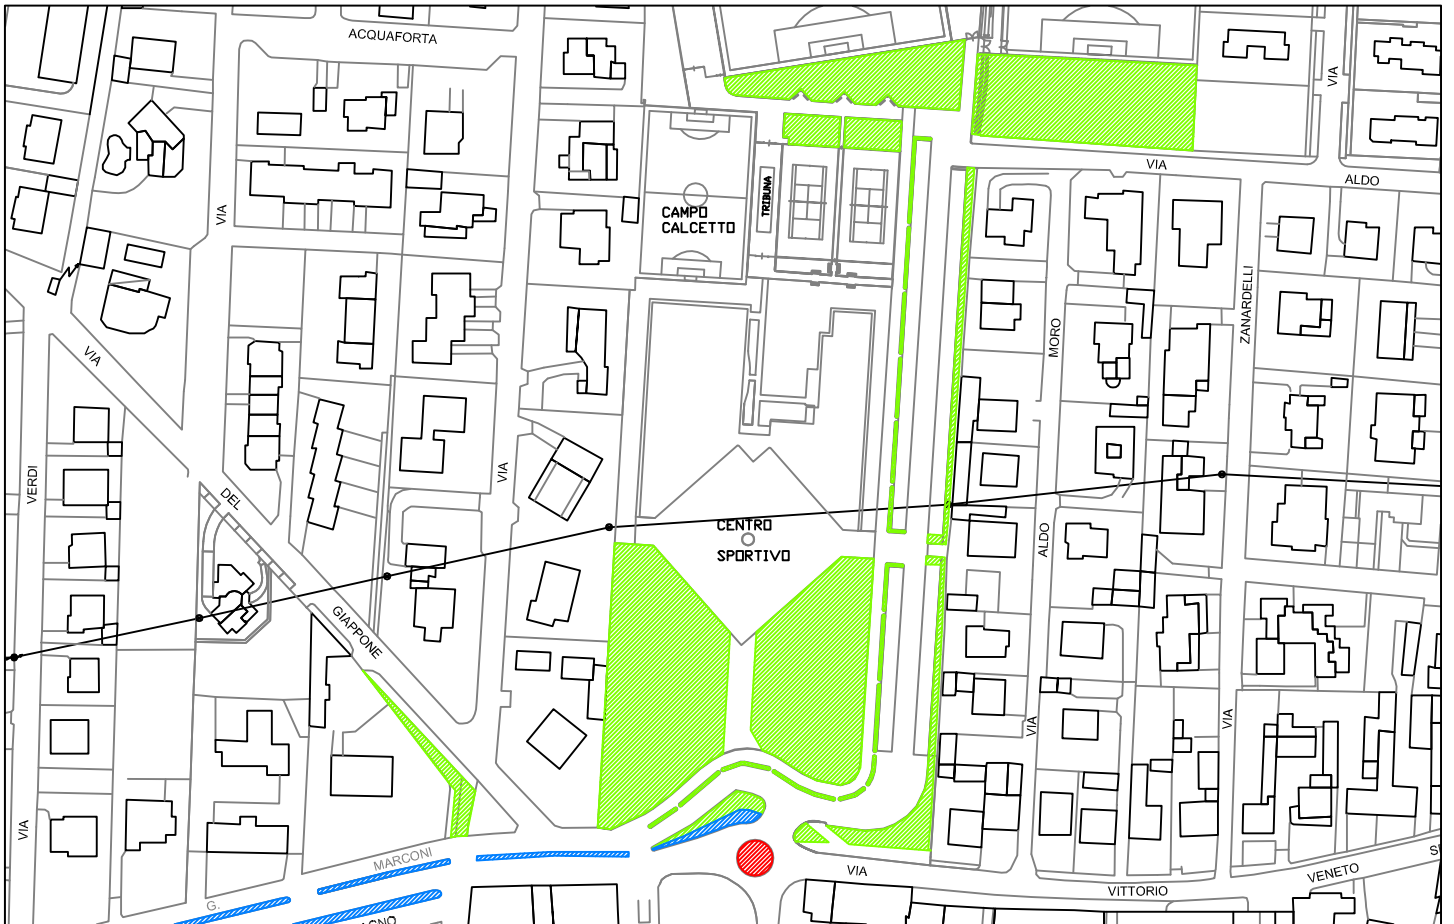 ACQUAFORTA
VIA
VIA
ALDO
VIA
TRIBUNA
CAMPO
CALCETTO
ZANARDELLI
MORO
VIA
VERDI
VIA
DEL
CENTRO
SPORTIVO
ALDO
GIAPPONE
VIA
VIA
VIA
MARCONI
VIA
VITTORIO
VENETO
G.